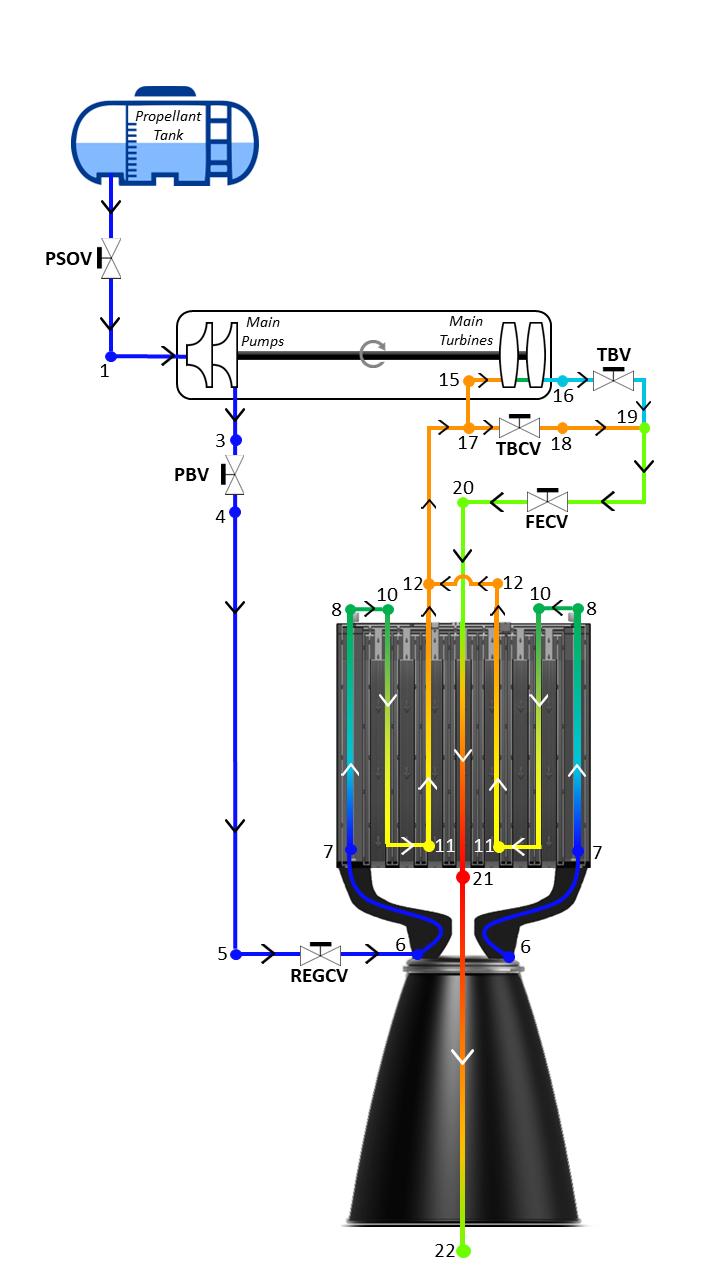 Propellant
Tank
PSOV
1
Main
Pumps
Main
Turbines
TBV
15
16
19
17
TBCV
18
3
PBV
4
20
FECV
12
12
8
10
10
8
7
11
11
7
21
5
6
6
REGCV
22